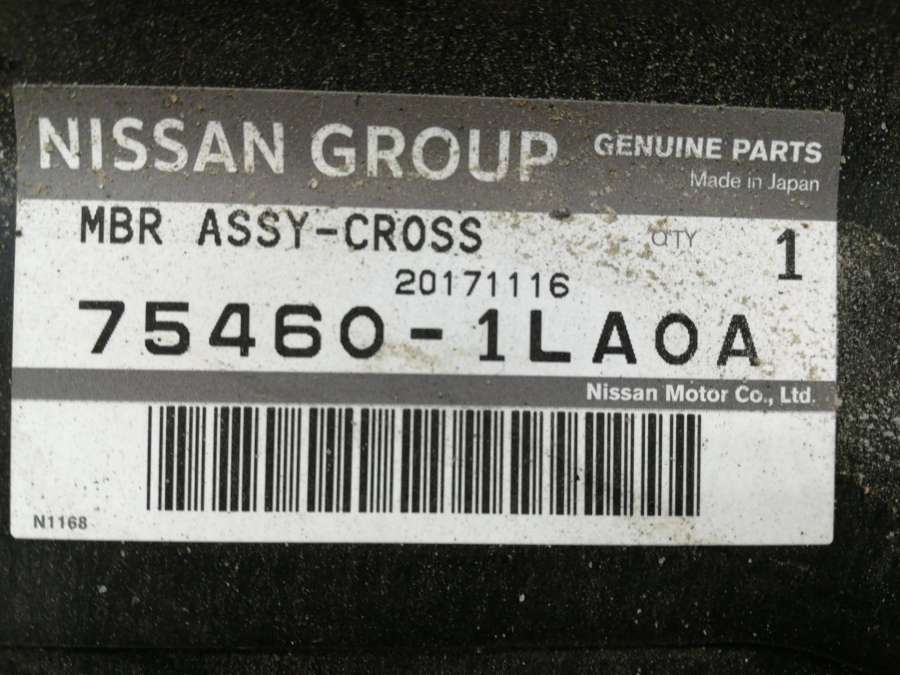 NISSAN GROUP GENUINE PARTS
Made in Japan
MBR ASSY-CROSS QTY 1
20171116
75460-1LA0A
Nissan Motor Co., Ltd.
N1168